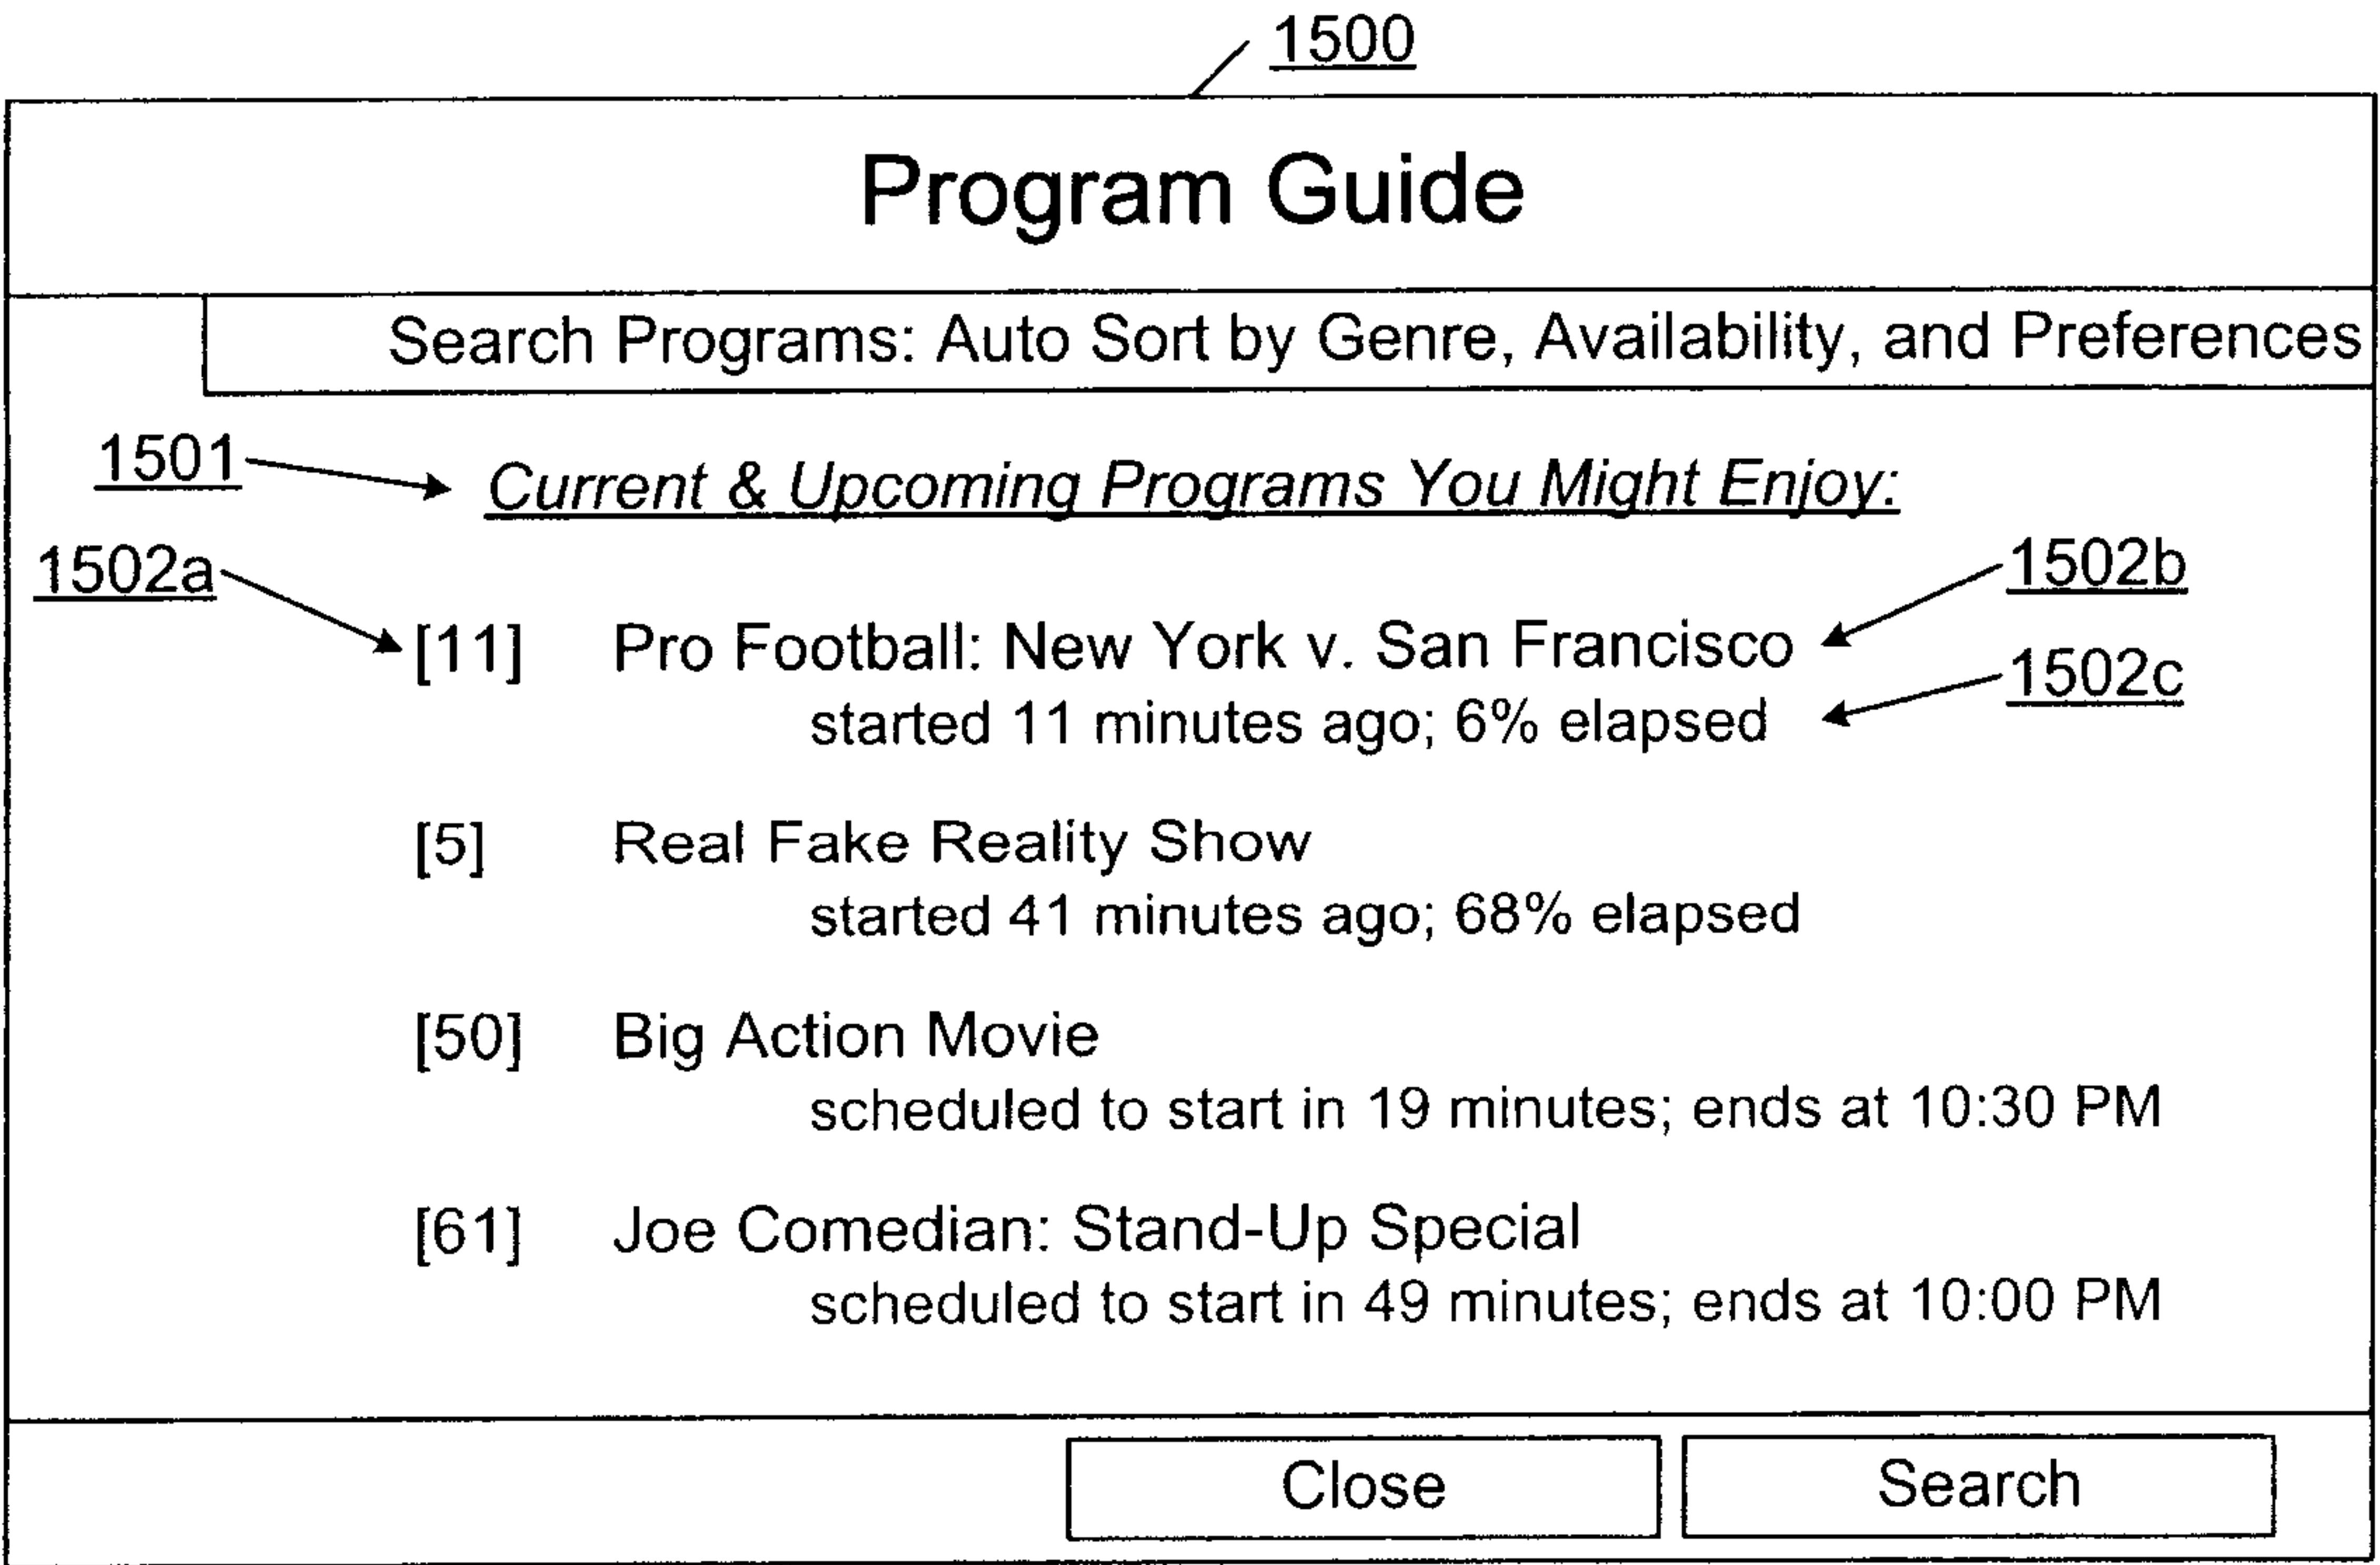 1500
Program Guide
Search Programs: Auto Sort by Genre, Availability, and Preferences
1501
Current & Upcoming Programs You Might Enjoy:
1502a
1502b
[11] Pro Football: New York v. San Francisco
1502c
started 11 minutes ago; 6% elapsed
[5] Real Fake Reality Show
started 41 minutes ago; 68% elapsed
[50] Big Action Movie
scheduled to start in 19 minutes; ends at 10:30 PM
[61] Joe Comedian: Stand-Up Special
scheduled to start in 49 minutes; ends at 10:00 PM
Close
Search